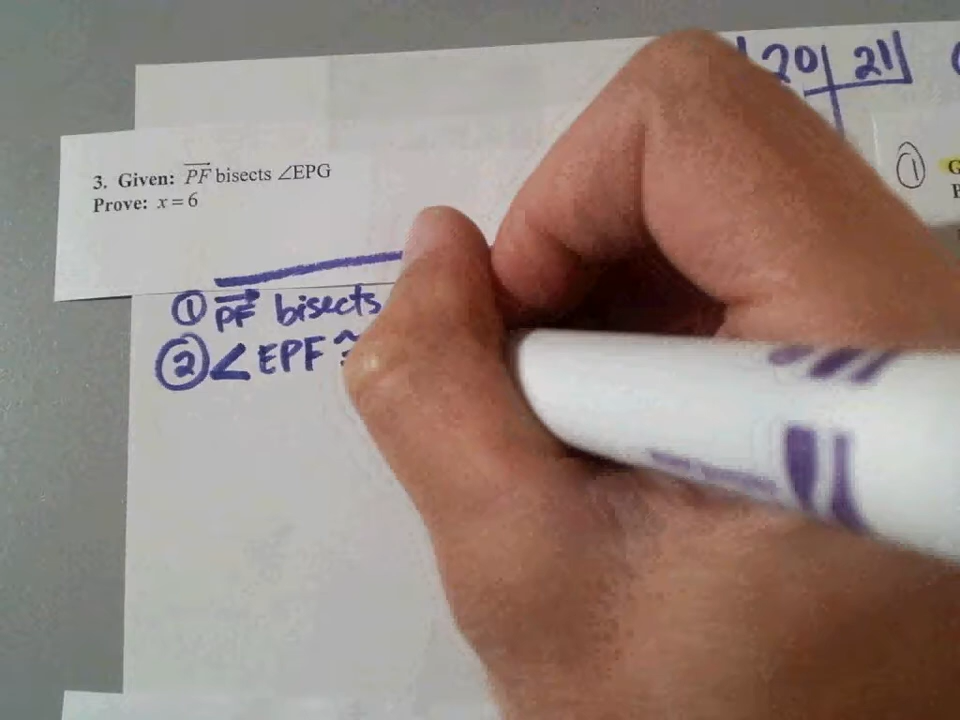 20 21
3. Given: PF bisects ∠EPG
Prove: x = 6
① PF bisects
② ∠EPF ≅
①